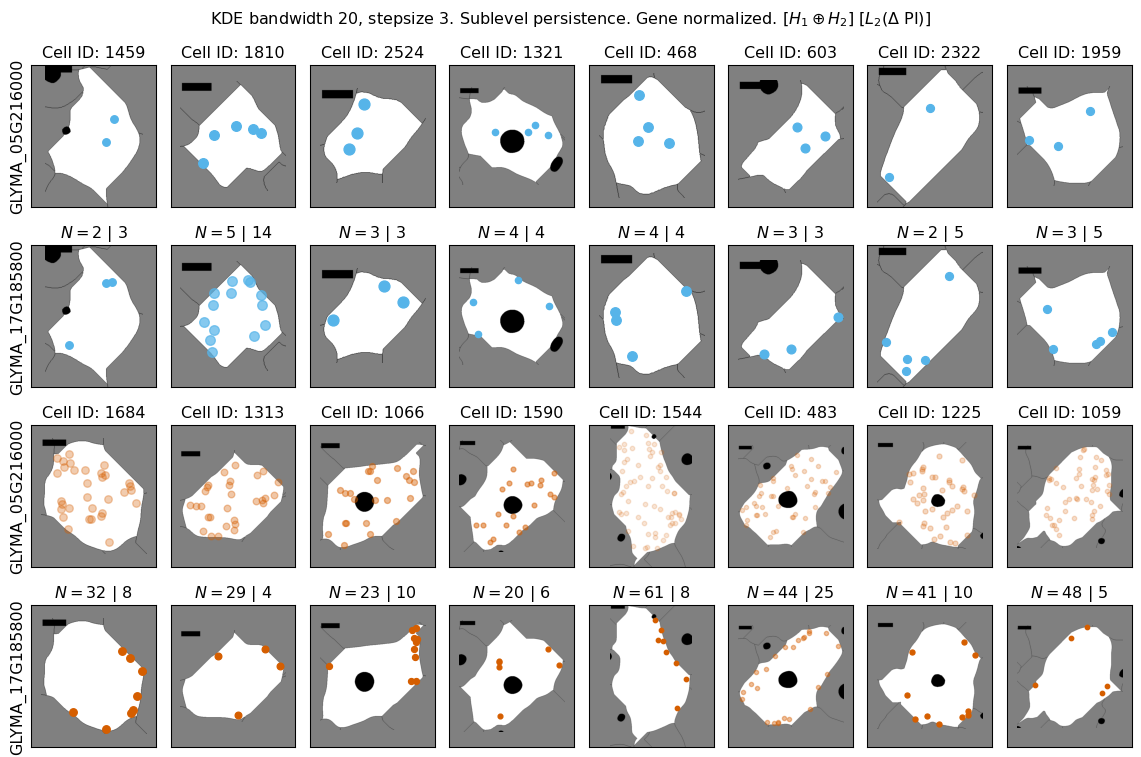 KDE bandwidth 20, stepsize 3. Sublevel persistence. Gene normalized. [H₁ ⊕ H₂] [L₂(Δ PI)]
Cell ID: 1459 Cell ID: 1810 Cell ID: 2524 Cell ID: 1321 Cell ID: 468 Cell ID: 603 Cell ID: 2322 Cell ID: 1959
GLYMA_05G216000
N = 2 | 3 N = 5 | 14 N = 3 | 3 N = 4 | 4 N = 4 | 4 N = 3 | 3 N = 2 | 5 N = 3 | 5
GLYMA_17G185800
Cell ID: 1684 Cell ID: 1313 Cell ID: 1066 Cell ID: 1590 Cell ID: 1544 Cell ID: 483 Cell ID: 1225 Cell ID: 1059
GLYMA_05G216000
N = 32 | 8 N = 29 | 4 N = 23 | 10 N = 20 | 6 N = 61 | 8 N = 44 | 25 N = 41 | 10 N = 48 | 5
GLYMA_17G185800